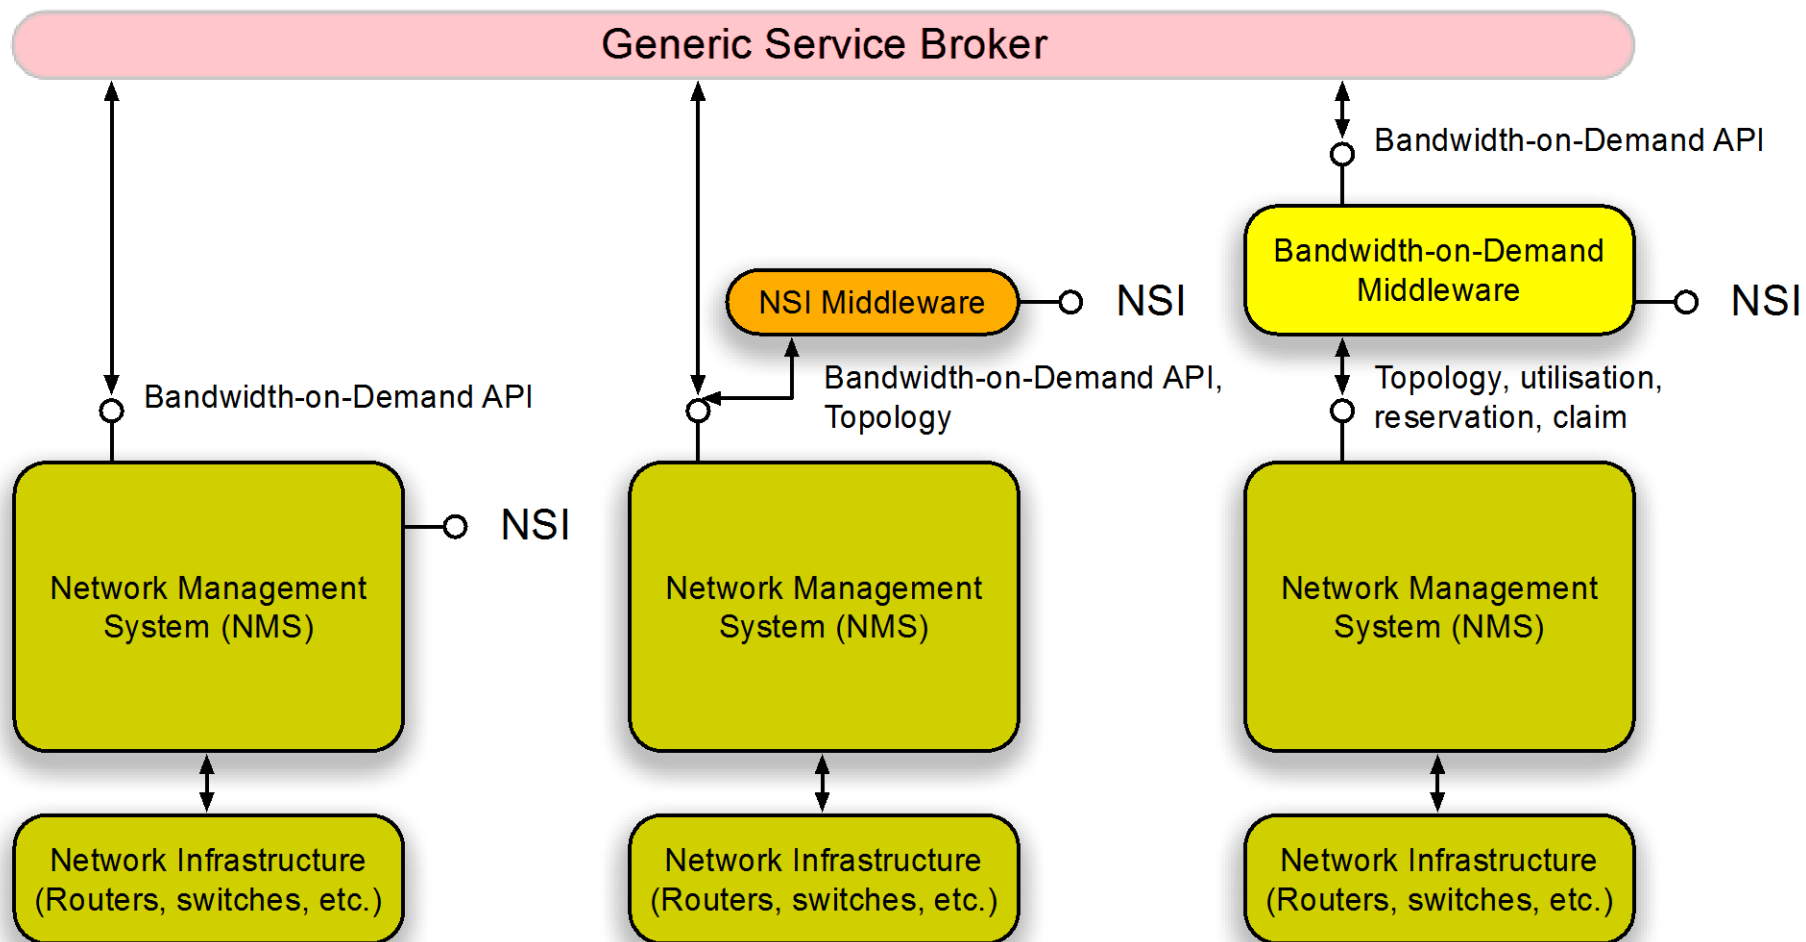 Generic Service Broker
Bandwidth-on-Demand API
Bandwidth-on-Demand
Middleware
NSI
NSI Middleware
NSI
Bandwidth-on-Demand API
Bandwidth-on-Demand API,
Topology
Topology, utilisation,
reservation, claim
NSI
Network Management
System (NMS)
Network Management
System (NMS)
Network Management
System (NMS)
Network Infrastructure
(Routers, switches, etc.)
Network Infrastructure
(Routers, switches, etc.)
Network Infrastructure
(Routers, switches, etc.)